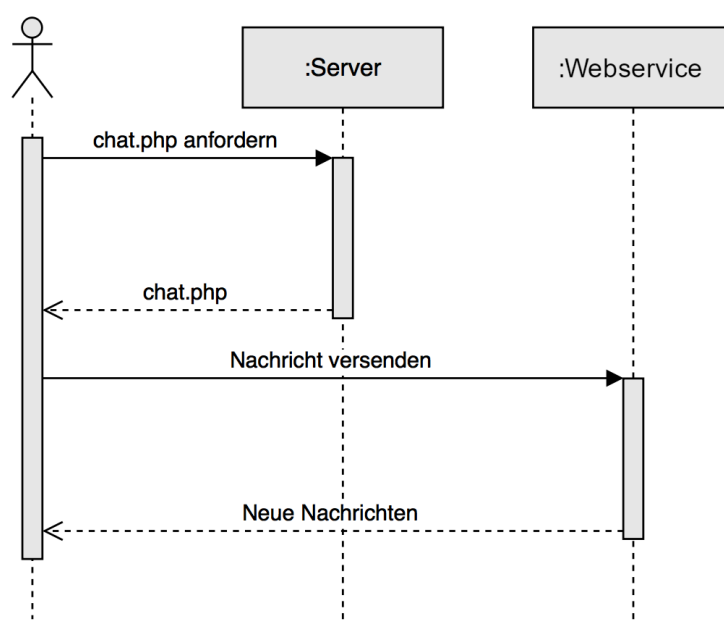 :Server
:Webservice
chat.php anfordern
chat.php
Nachricht versenden
Neue Nachrichten